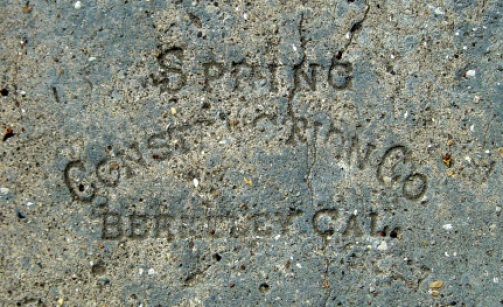 SPRING
CONSTRUCTION CO
BERKELEY CAL.